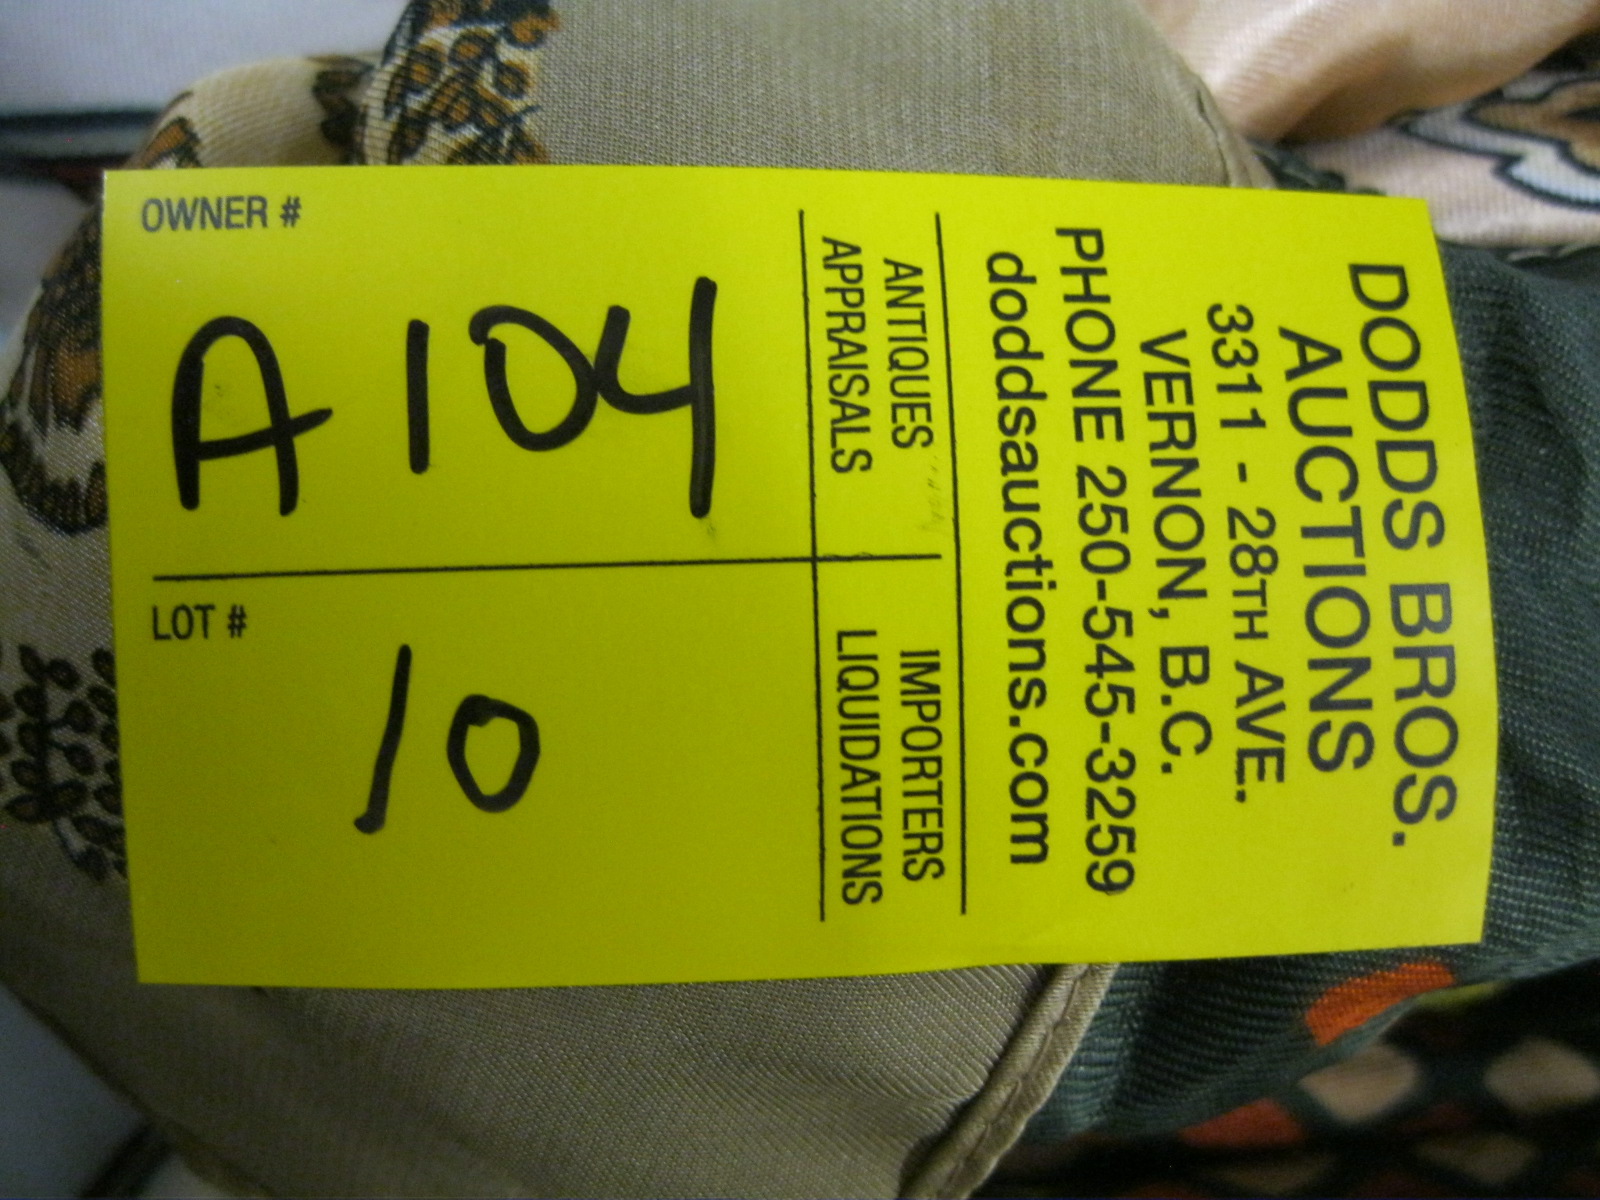 DODDS BROS.
AUCTIONS
3311 - 28TH AVE.
VERNON, B.C.
PHONE 250-545-3259
doddsauctions.com
ANTIQUES IMPORTERS
APPRAISALS LIQUIDATIONS
OWNER #
A 104
LOT #
10